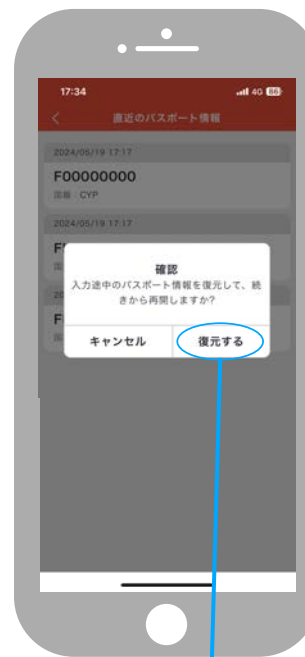 17:34
4G 66
直近のパスポート情報
2024/05/19 17:17
F00000000
国籍：CYP
2024/05/19 17:17
確認
入力途中のパスポート情報を復元して、続
きから再開しますか?
キャンセル
復元する